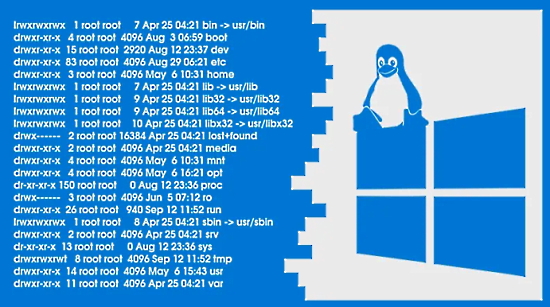 lrwxrwxrwx 1 root root 7 Apr 25 04:21 bin -> usr/bin
drwxr-xr-x 4 root root 4096 Aug 3 06:59 boot
drwxr-xr-x 15 root root 2920 Aug 12 23:37 dev
drwxr-xr-x 83 root root 4096 Aug 29 06:21 etc
drwxr-xr-x 3 root root 4096 May 6 10:31 home
lrwxrwxrwx 1 root root 7 Apr 25 04:21 lib -> usr/lib
lrwxrwxrwx 1 root root 9 Apr 25 04:21 lib32 -> usr/lib32
lrwxrwxrwx 1 root root 9 Apr 25 04:21 lib64 -> usr/lib64
lrwxrwxrwx 1 root root 10 Apr 25 04:21 libx32 -> usr/libx32
drwx------ 2 root root 16384 Apr 25 04:21 lost+found
drwxr-xr-x 2 root root 4096 Apr 25 04:21 media
drwxr-xr-x 4 root root 4096 May 6 10:31 mnt
drwxr-xr-x 4 root root 4096 May 6 16:21 opt
dr-xr-xr-x 150 root root 0 Aug 12 23:36 proc
drwx------ 3 root root 4096 Jun 5 07:12 ro
drwxr-xr-x 26 root root 940 Sep 12 11:52 run
lrwxrwxrwx 1 root root 8 Apr 25 04:21 sbin -> usr/sbin
drwxr-xr-x 2 root root 4096 Apr 25 04:21 srv
dr-xr-xr-x 13 root root 0 Aug 12 23:36 sys
drwxrwxrwt 8 root root 4096 Sep 12 11:52 tmp
drwxr-xr-x 14 root root 4096 May 6 15:43 usr
drwxr-xr-x 11 root root 4096 Apr 25 04:21 var